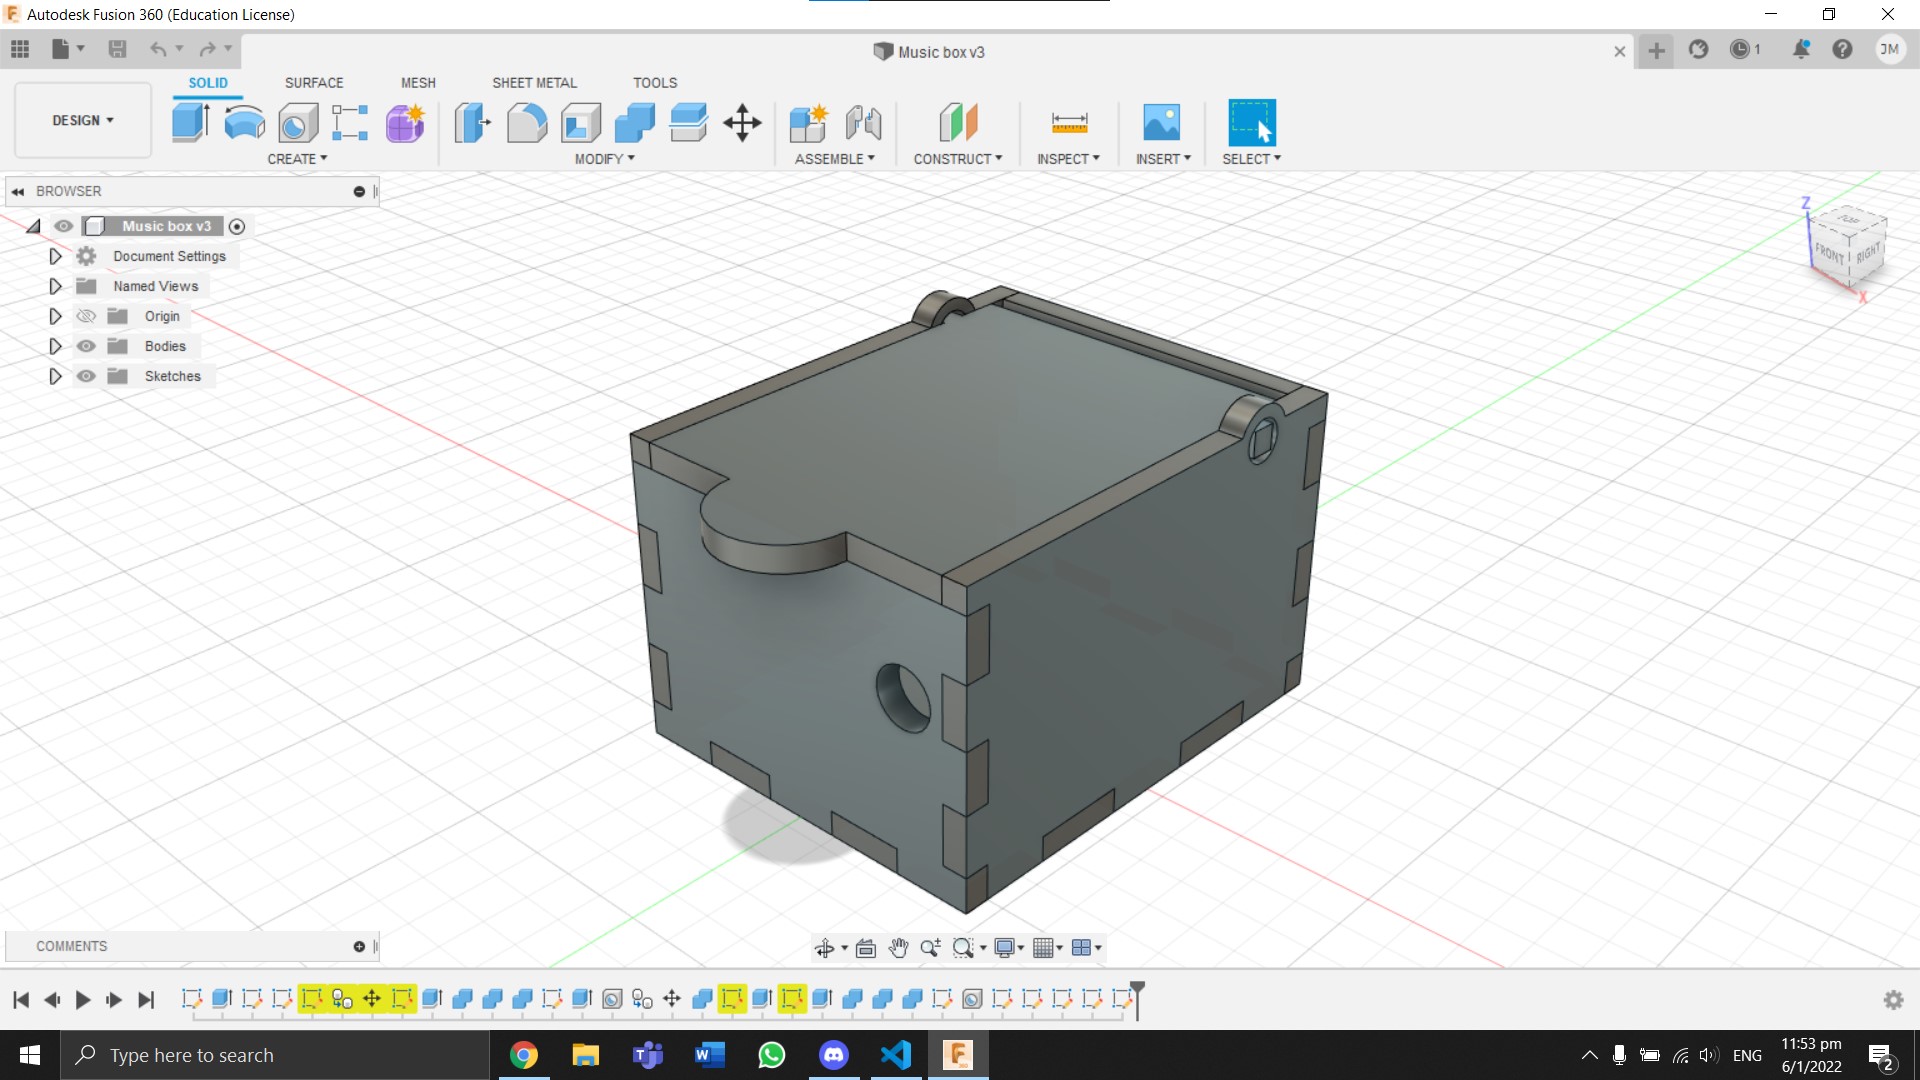 Autodesk Fusion 360 (Education License)
Music box v3
1
JM
DESIGN
SOLID
SURFACE
MESH
SHEET METAL
TOOLS
CREATE
MODIFY
ASSEMBLE
CONSTRUCT
INSPECT
INSERT
SELECT
BROWSER
Music box v3
Document Settings
Named Views
Origin
Bodies
Sketches
Z
TOP
FRONT
RIGHT
X
COMMENTS
Type here to search
ENG
11:53 pm
6/1/2022
2